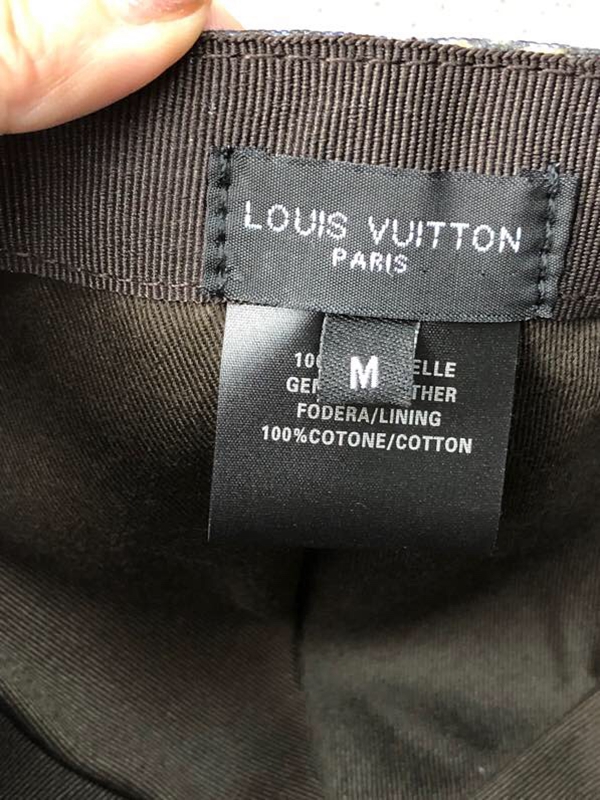 LOUIS VUITTON
PARIS
M
FODERA/LINING
100%COTONE/COTTON